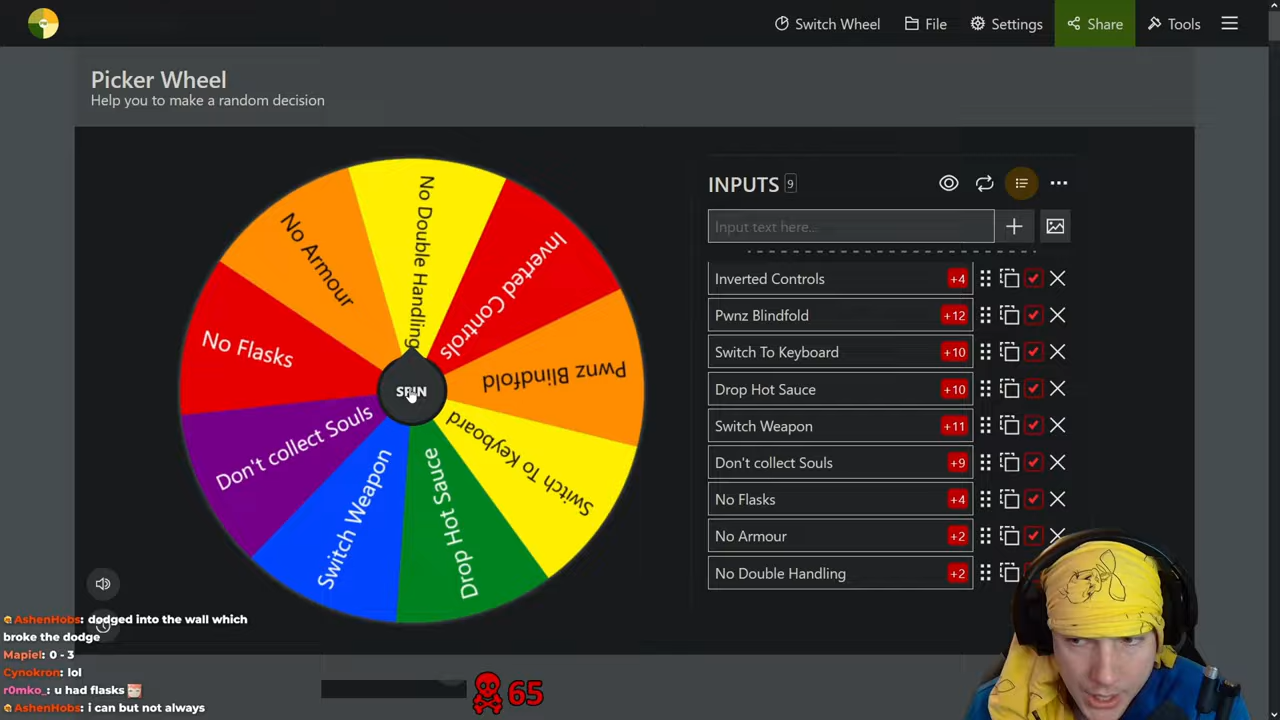 Switch Wheel
File
Settings
Share
Tools
Picker Wheel
Help you to make a random decision
No Double Handling
Inverted Controls
Pwnz Blindfold
Switch To Keyboard
Drop Hot Sauce
Switch Weapon
Don't collect Souls
No Flasks
No Armour
SPIN
INPUTS 9
Input text here...
Inverted Controls +4
Pwnz Blindfold +12
Switch To Keyboard +10
Drop Hot Sauce +10
Switch Weapon +11
Don't collect Souls +9
No Flasks +4
No Armour +2
No Double Handling +2
AshenHobs: dodged into the wall which
broke the dodge
Mapiel: 0 - 3
Cynokron: lol
r0mko_: u had flasks
AshenHobs: i can but not always
65